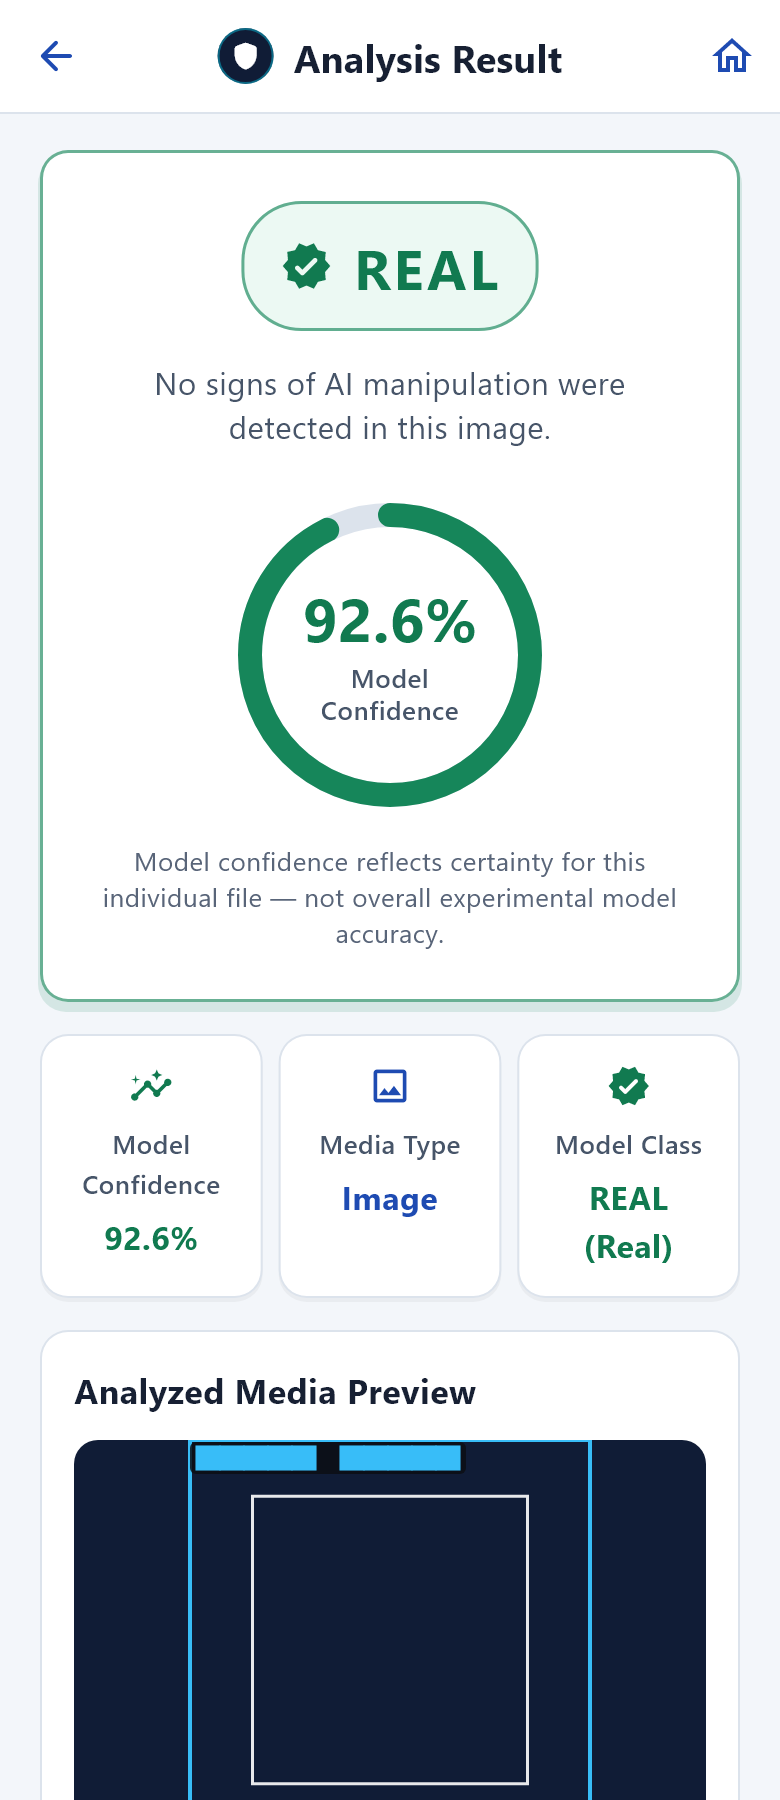 Analysis Result
REAL
No signs of AI manipulation were
detected in this image.
92.6%
Model
Confidence
Model confidence reflects certainty for this
individual file — not overall experimental model
accuracy.
Model
Confidence
92.6%
Media Type
Image
Model Class
REAL
(Real)
Analyzed Media Preview